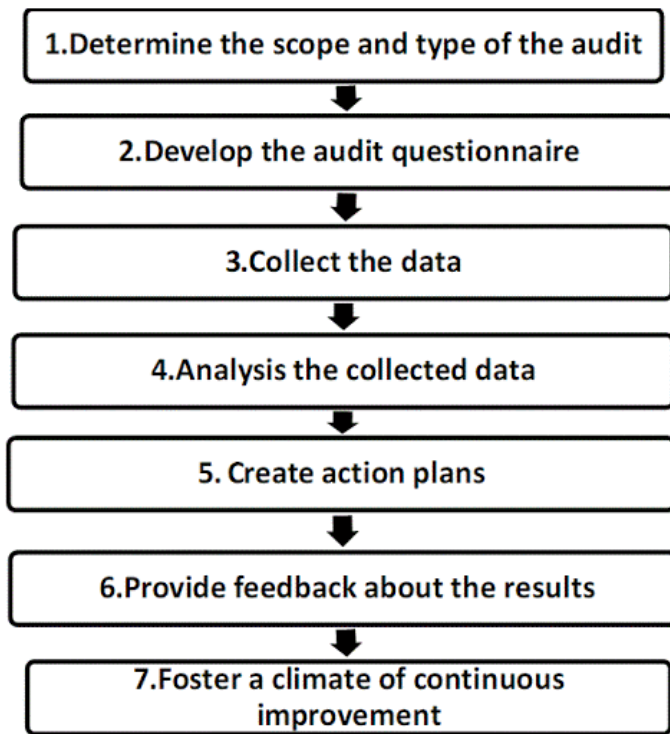 1.Determine the scope and type of the audit
2.Develop the audit questionnaire
3.Collect the data
4.Analysis the collected data
5. Create action plans
6.Provide feedback about the results
7.Foster a climate of continuous
improvement